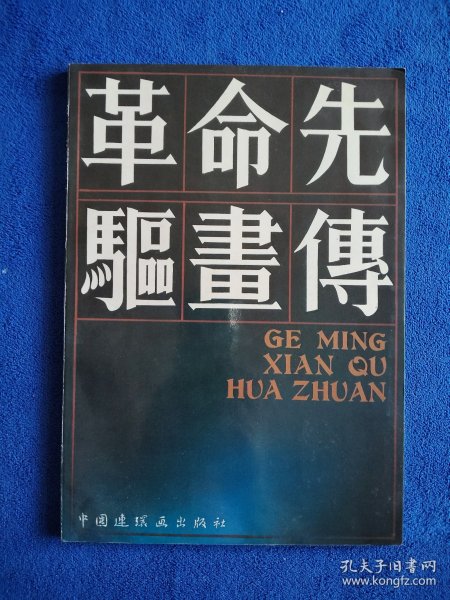 革命先
驅畫傳
GE MING
XIAN QU
HUA ZHUAN
中国连环画出版社
孔夫子旧书网
www.kongfz.com